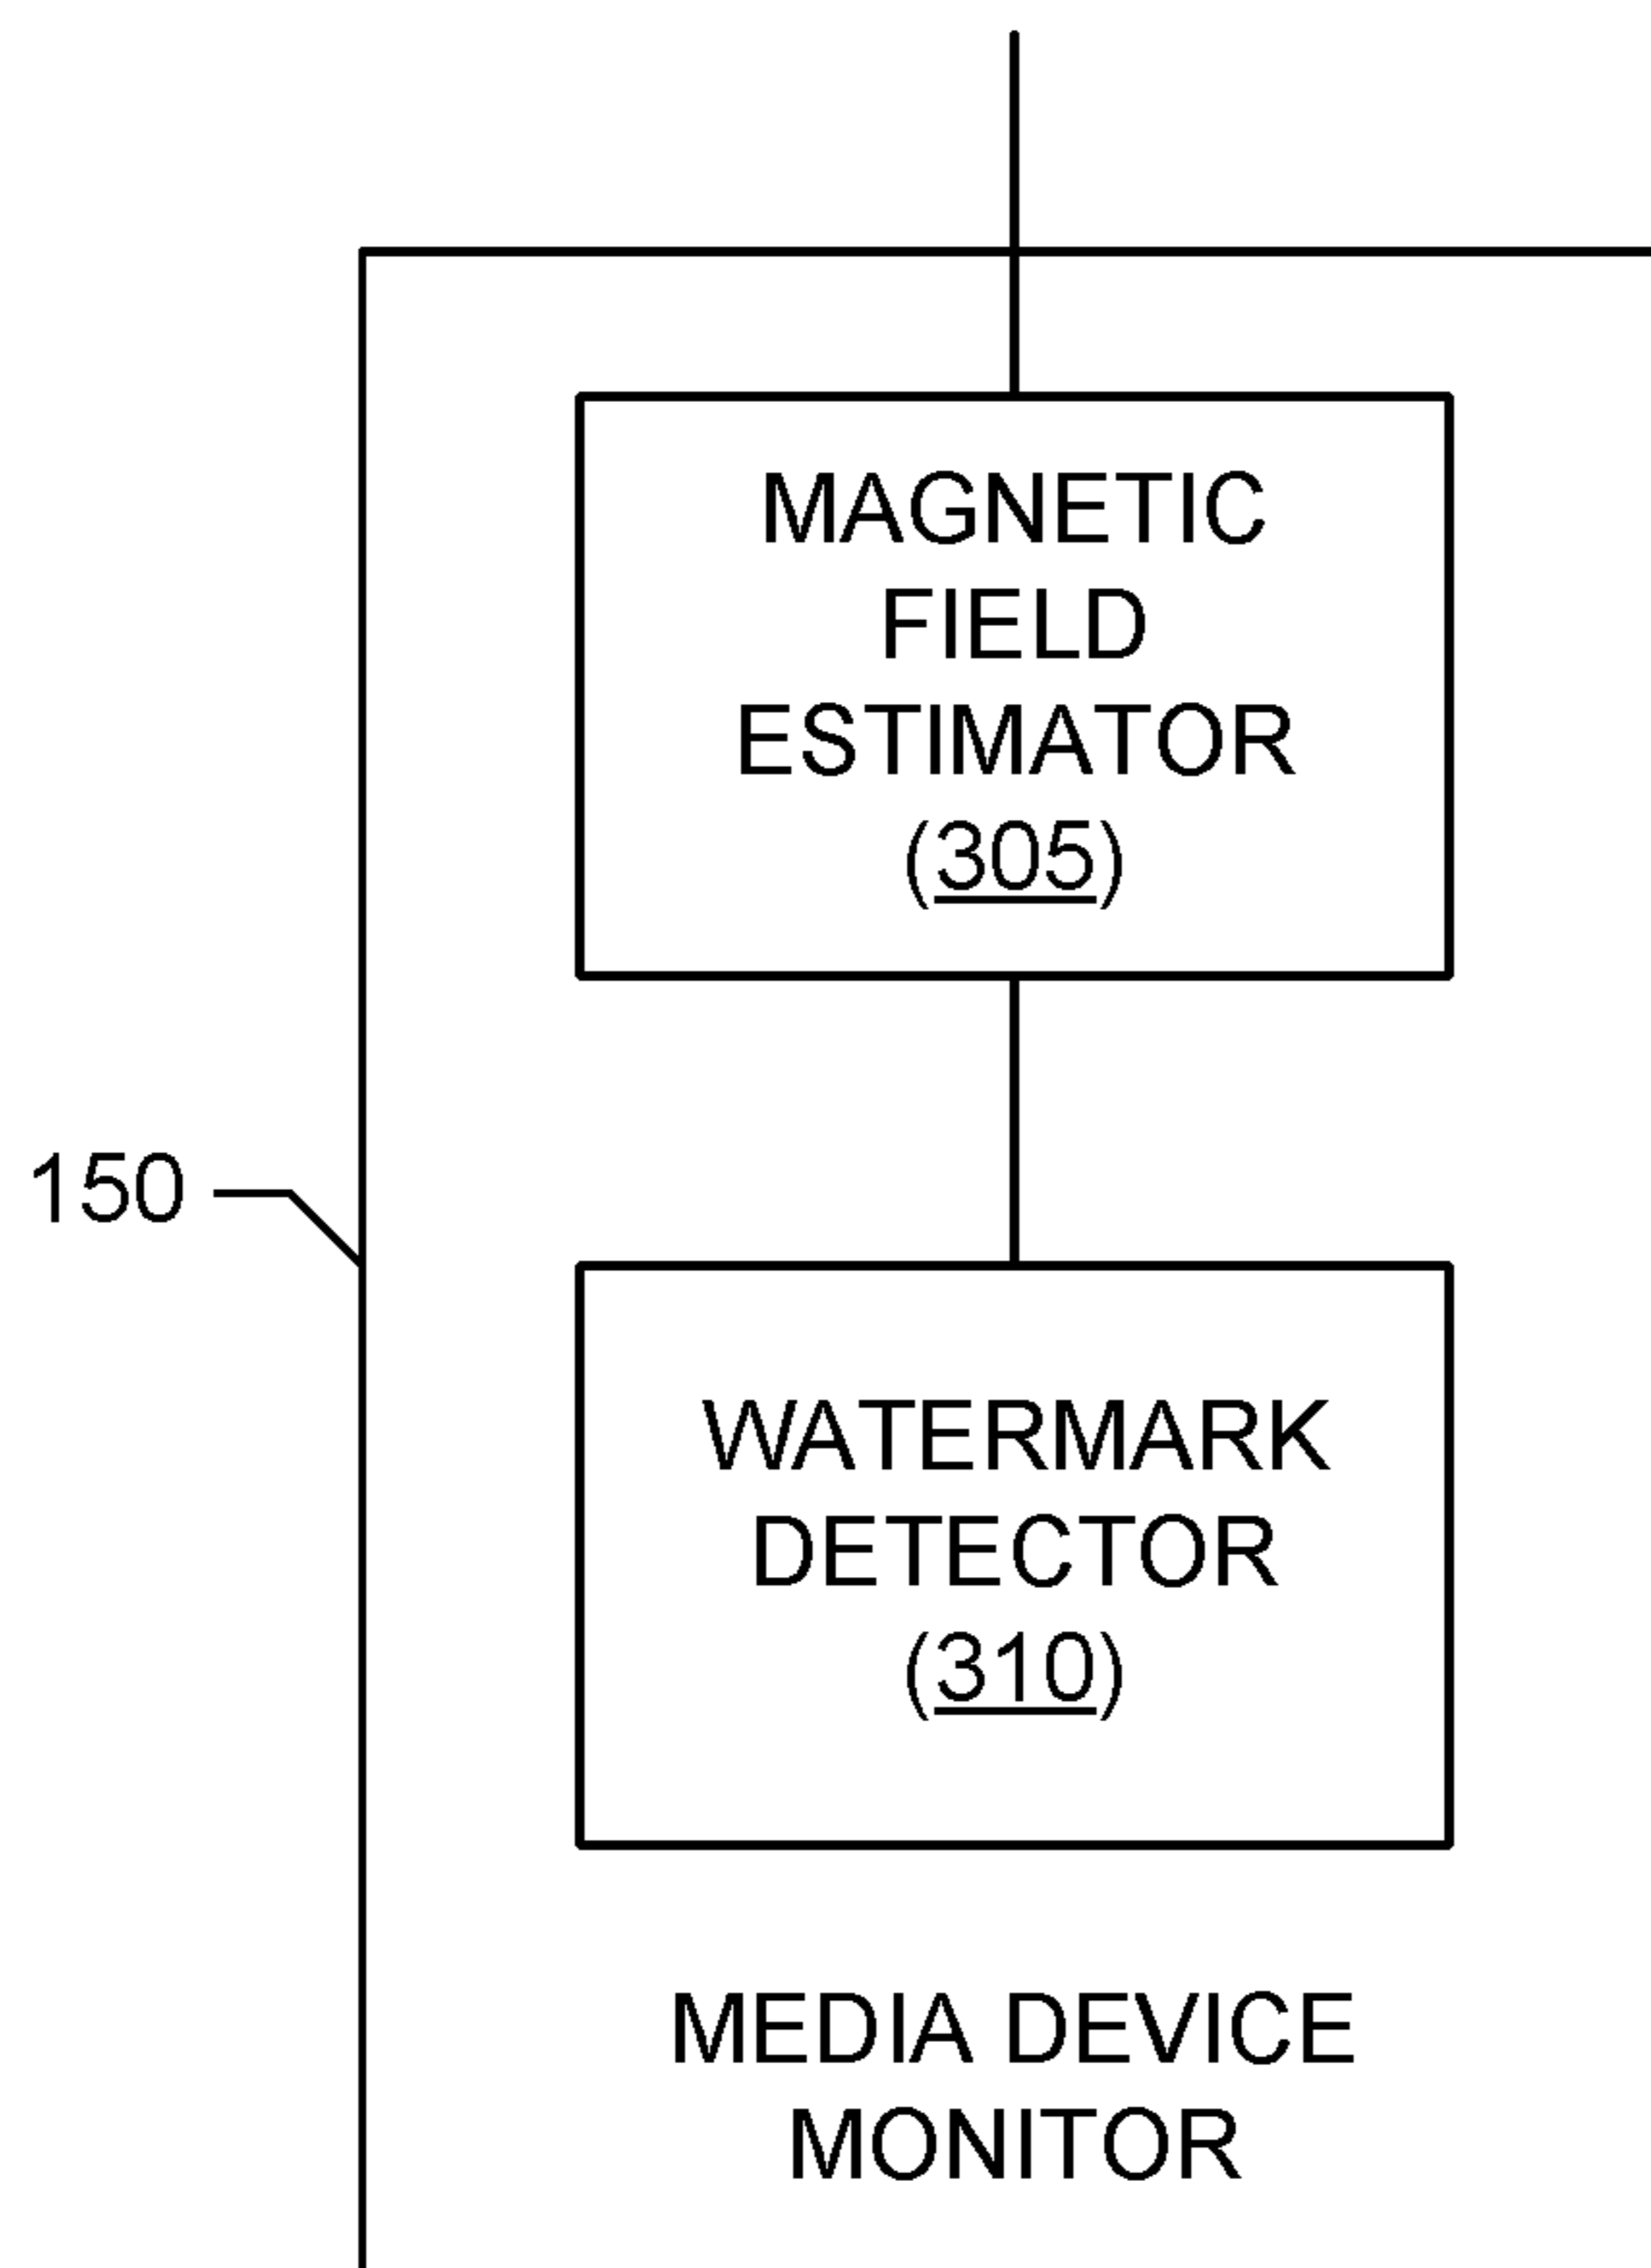 MAGNETIC
FIELD
ESTIMATOR
(305)
150
WATERMARK
DETECTOR
(310)
MEDIA DEVICE
MONITOR